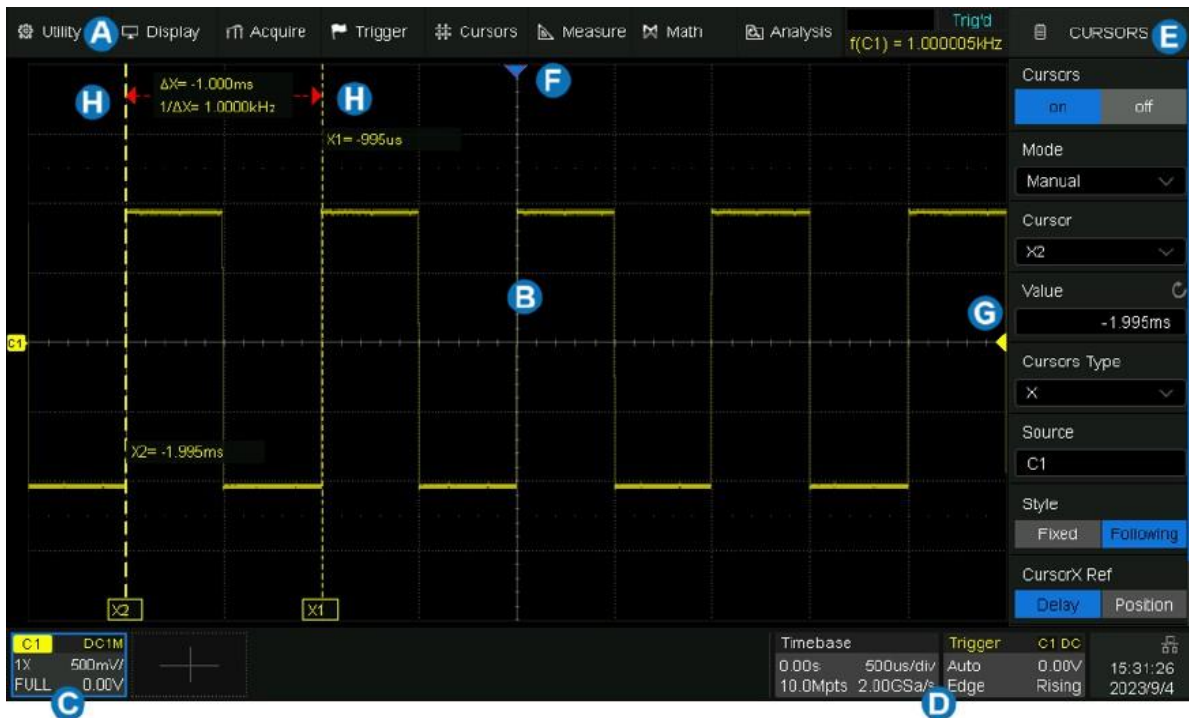 Utility A Display Acquire Trigger Cursors Measure Math Analysis
Trig'd
f(C1) = 1.000005kHz
CURSORS E
H ΔX= -1.000ms H F
1/ΔX= 1.0000kHz
X1= -995us
B
G
C1
X2= -1.995ms
X2 X1
Cursors
on off
Mode
Manual
Cursor
X2
Value
-1.995ms
Cursors Type
X
Source
C1
Style
Fixed Following
CursorX Ref
Delay Position
C1 DC1M
1X 500mV/
FULL 0.00V
C
Timebase
0.00s 500us/div
10.0Mpts 2.00GSa/s
D
Trigger C1 DC
Auto 0.00V
Edge Rising
15:31:26
2023/9/4